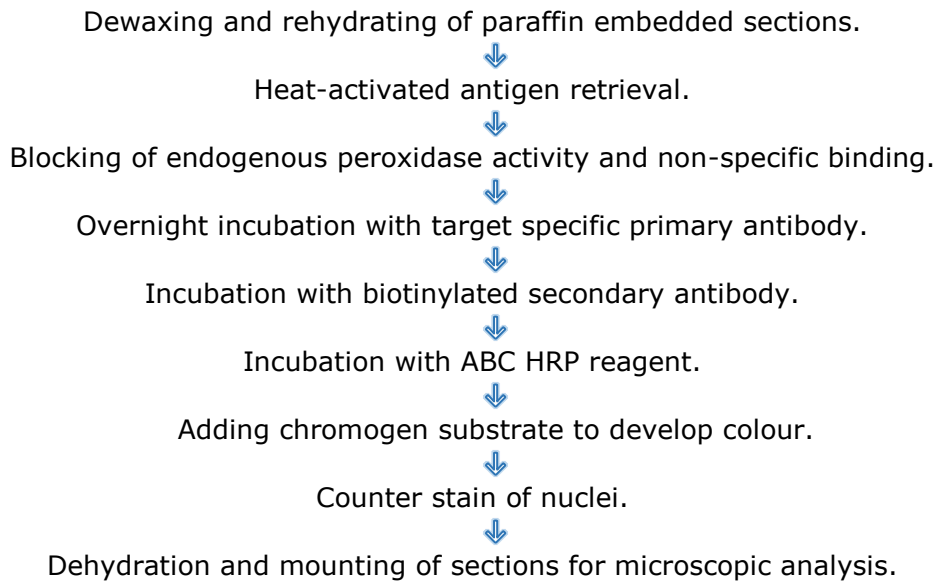 Dewaxing and rehydrating of paraffin embedded sections.
Heat-activated antigen retrieval.
Blocking of endogenous peroxidase activity and non-specific binding.
Overnight incubation with target specific primary antibody.
Incubation with biotinylated secondary antibody.
Incubation with ABC HRP reagent.
Adding chromogen substrate to develop colour.
Counter stain of nuclei.
Dehydration and mounting of sections for microscopic analysis.